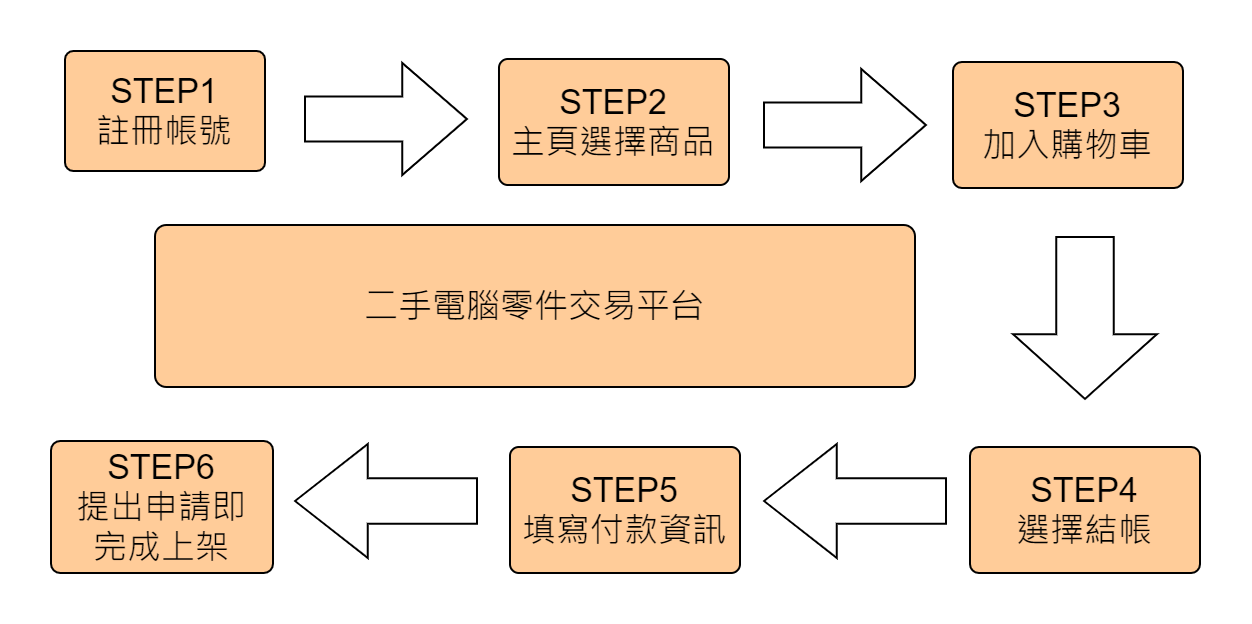 STEP1
註冊帳號
STEP2
主頁選擇商品
STEP3
加入購物車
二手電腦零件交易平台
STEP4
選擇結帳
STEP5
填寫付款資訊
STEP6
提出申請即
完成上架